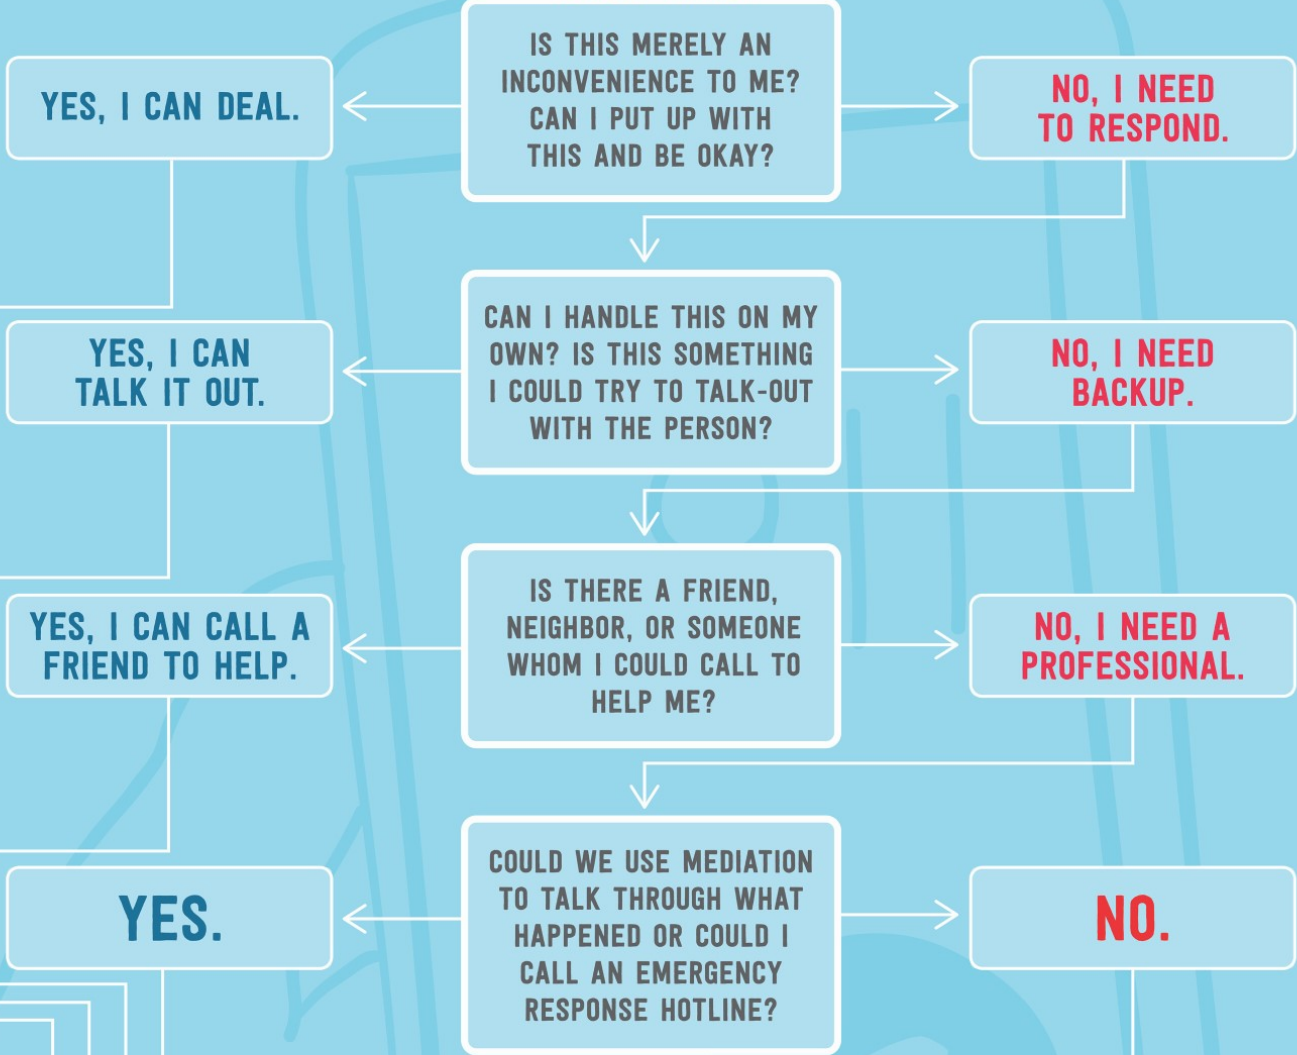 IS THIS MERELY AN
INCONVENIENCE TO ME?
CAN I PUT UP WITH
THIS AND BE OKAY?
YES, I CAN DEAL.
NO, I NEED
TO RESPOND.
CAN I HANDLE THIS ON MY
OWN? IS THIS SOMETHING
I COULD TRY TO TALK-OUT
WITH THE PERSON?
YES, I CAN
TALK IT OUT.
NO, I NEED
BACKUP.
IS THERE A FRIEND,
NEIGHBOR, OR SOMEONE
WHOM I COULD CALL TO
HELP ME?
YES, I CAN CALL A
FRIEND TO HELP.
NO, I NEED A
PROFESSIONAL.
COULD WE USE MEDIATION
TO TALK THROUGH WHAT
HAPPENED OR COULD I
CALL AN EMERGENCY
RESPONSE HOTLINE?
YES.
NO.